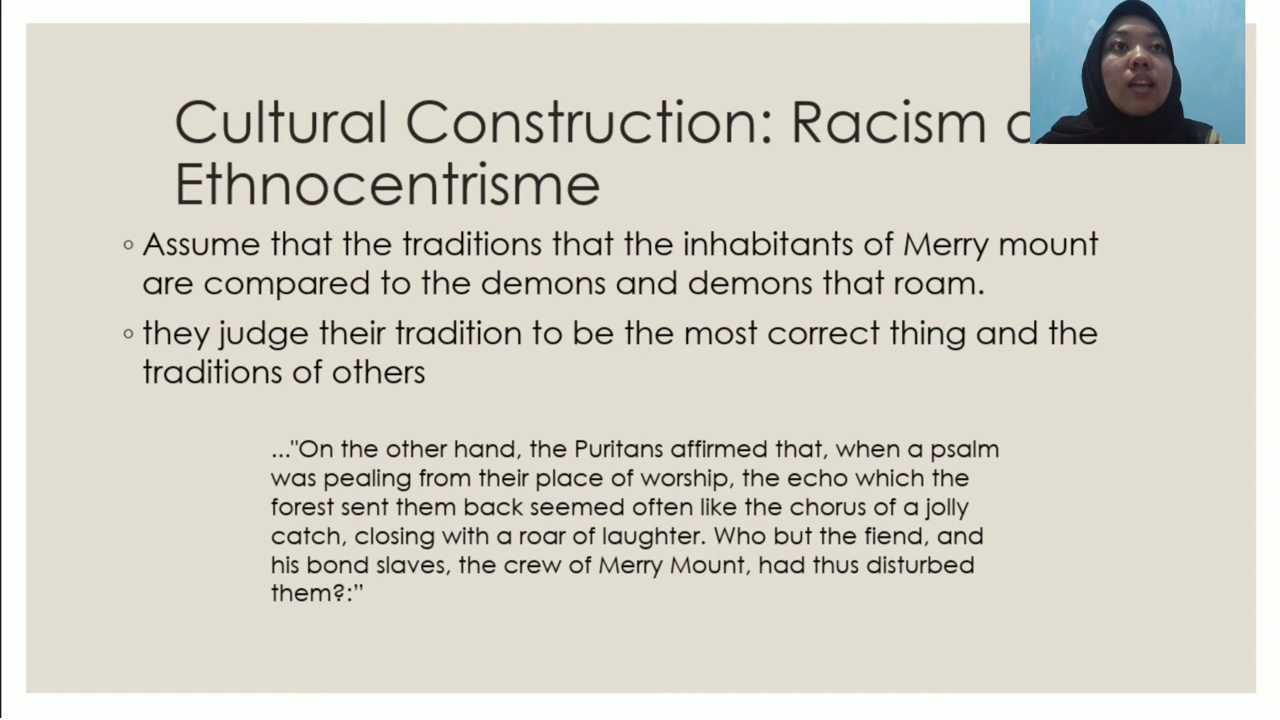 Cultural Construction: Racism
Ethnocentrisme
◦ Assume that the traditions that the inhabitants of Merry mount
are compared to the demons and demons that roam.
◦ they judge their tradition to be the most correct thing and the
traditions of others
..."On the other hand, the Puritans affirmed that, when a psalm
was pealing from their place of worship, the echo which the
forest sent them back seemed often like the chorus of a jolly
catch, closing with a roar of laughter. Who but the fiend, and
his bond slaves, the crew of Merry Mount, had thus disturbed
them?:”